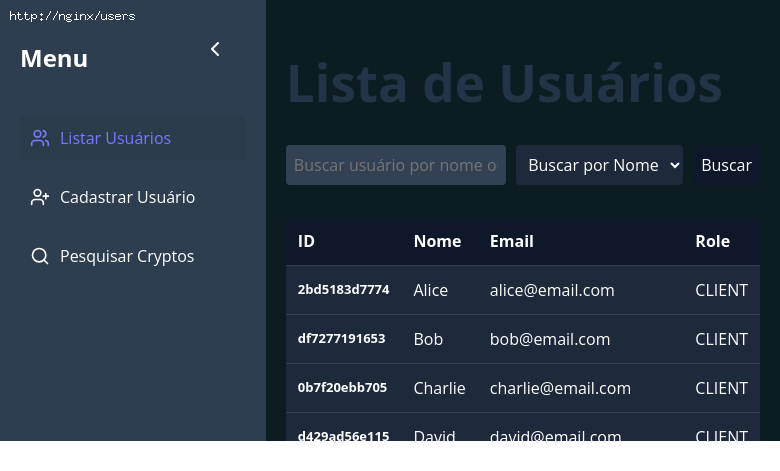 http://nginx/users
Menu
Listar Usuários
Cadastrar Usuário
Pesquisar Cryptos
Lista de Usuários
Buscar usuário por nome o
Buscar por Nome
Buscar
ID Nome Email Role
2bd5183d7774 Alice alice@email.com CLIENT
df7277191653 Bob bob@email.com CLIENT
0b7f20ebb705 Charlie charlie@email.com CLIENT
d429ad56e115 David david@email.com CLIENT